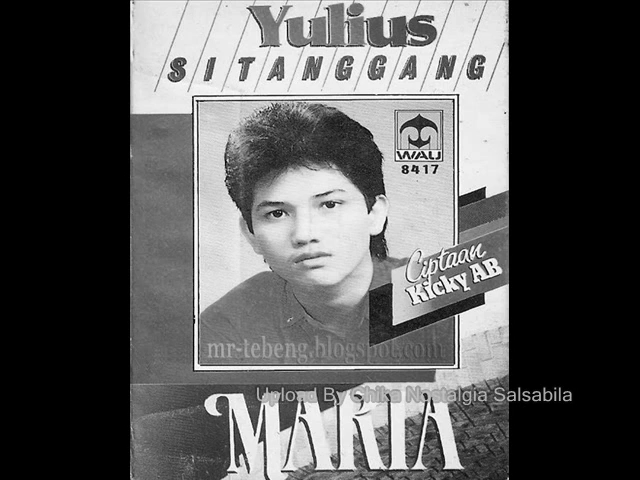 Yulius
SITANGGANG
WAU
8417
Ciptaan
Kicky AB
mr-tebeng.blogspot.com
Upload By Chika Nostalgia Salsabila
MARIA